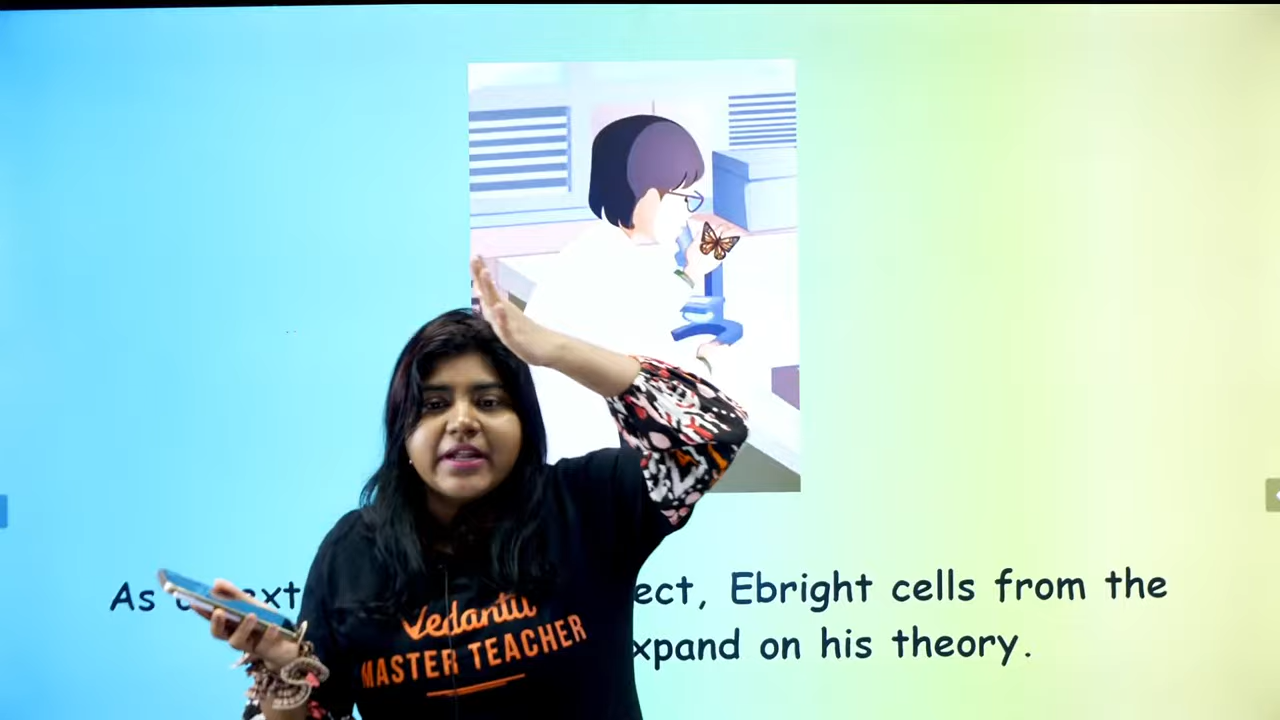 As ext ect, Ebright cells from the
xpand on his theory.
Vedantu
MASTER TEACHER